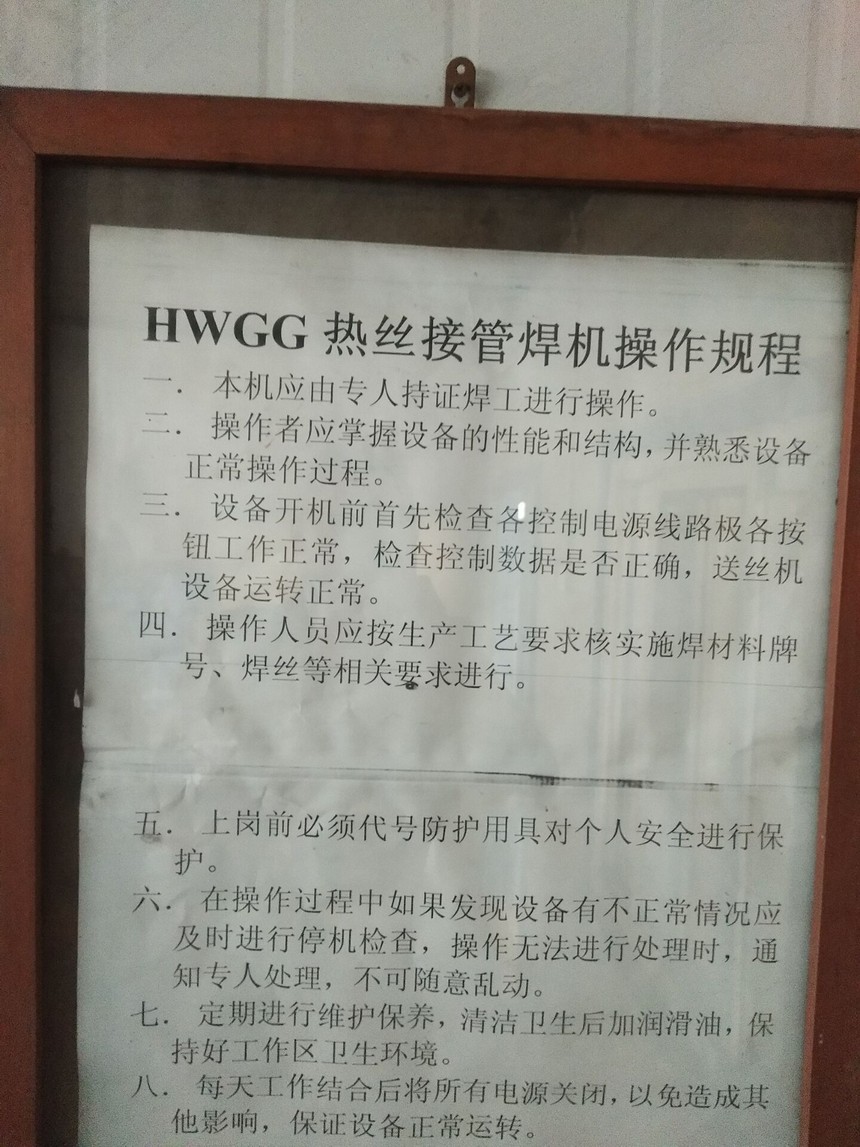 HWGG 热丝接管焊机操作规程
一. 本机应由专人持证焊工进行操作。
二. 操作者应掌握设备的性能和结构,并熟悉设备
正常操作过程。
三. 设备开机前首先检查各控制电源线路极各按
钮工作正常，检查控制数据是否正确，送丝机
设备运转正常。
四. 操作人员应按生产工艺要求核实施焊材料牌
号、焊丝等相关要求进行。
五. 上岗前必须代号防护用具对个人安全进行保
护。
六. 在操作过程中如果发现设备有不正常情况应
及时进行停机检查，操作无法进行处理时，通
知专人处理，不可随意乱动。
七. 定期进行维护保养,清洁卫生后加润滑油,保
持好工作区卫生环境。
八. 每天工作结合后将所有电源关闭,以免造成其
他影响，保证设备正常运转。